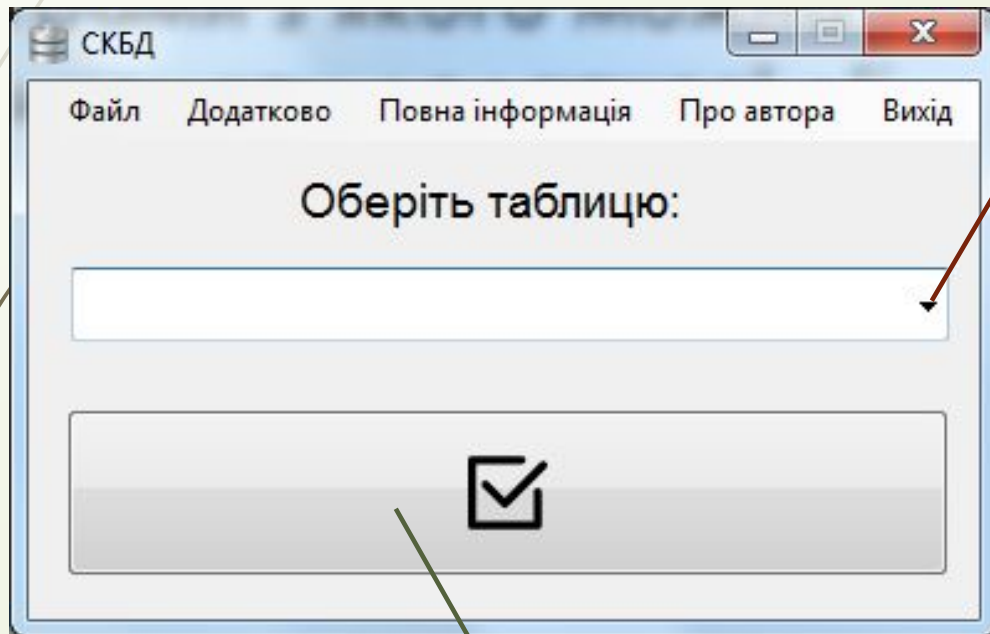 СКБД
Файл Додатково Повна інформація Про автора Вихід
Оберіть таблицю: